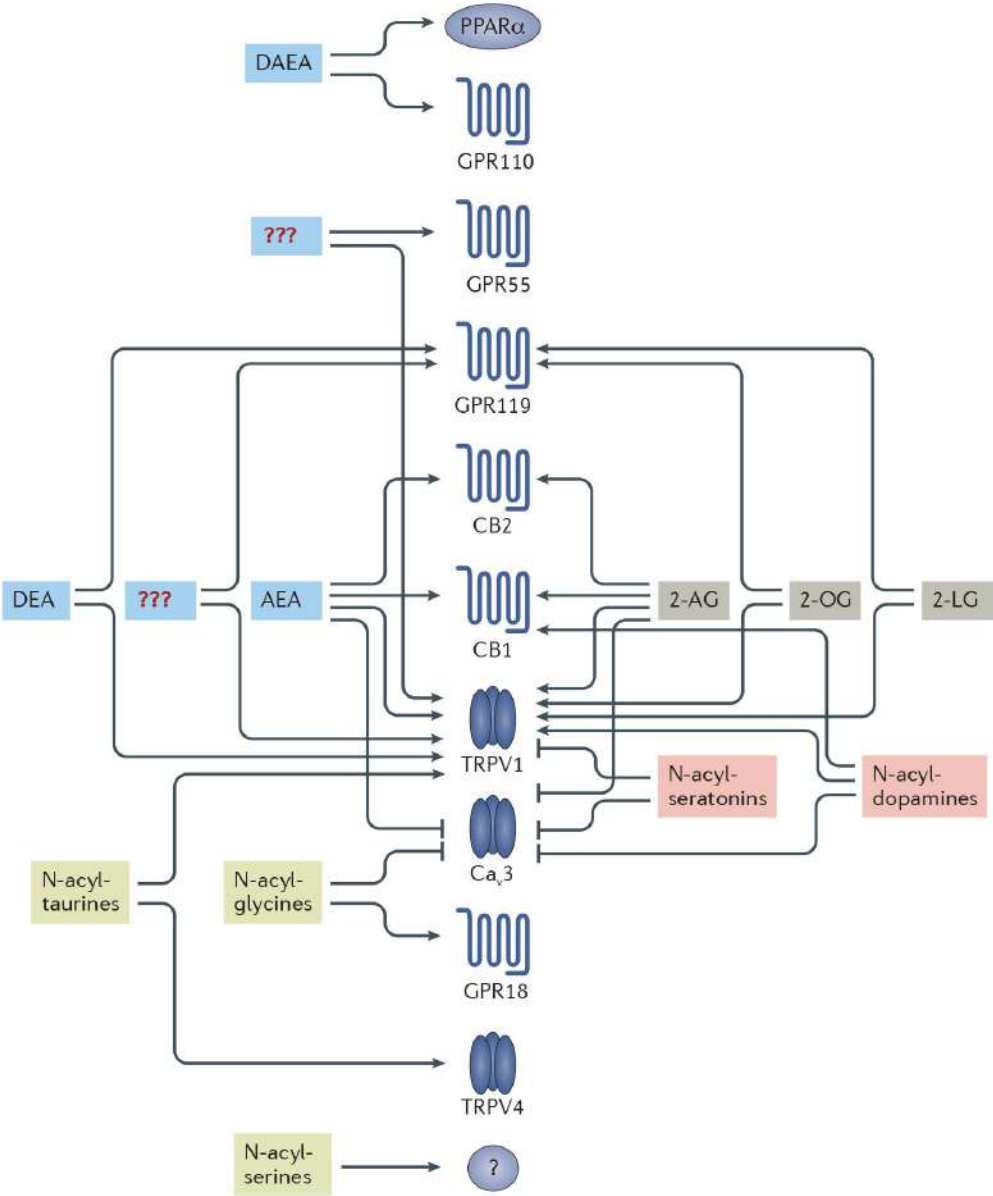 PPARα
DAEA
GPR110
???
GPR55
GPR119
CB2
DEA
???
AEA
2-AG
2-OG
2-LG
CB1
TRPV1
N-acyl-
seratonins
N-acyl-
dopamines
Cav3
N-acyl-
taurines
N-acyl-
glycines
GPR18
TRPV4
N-acyl-
serines
?